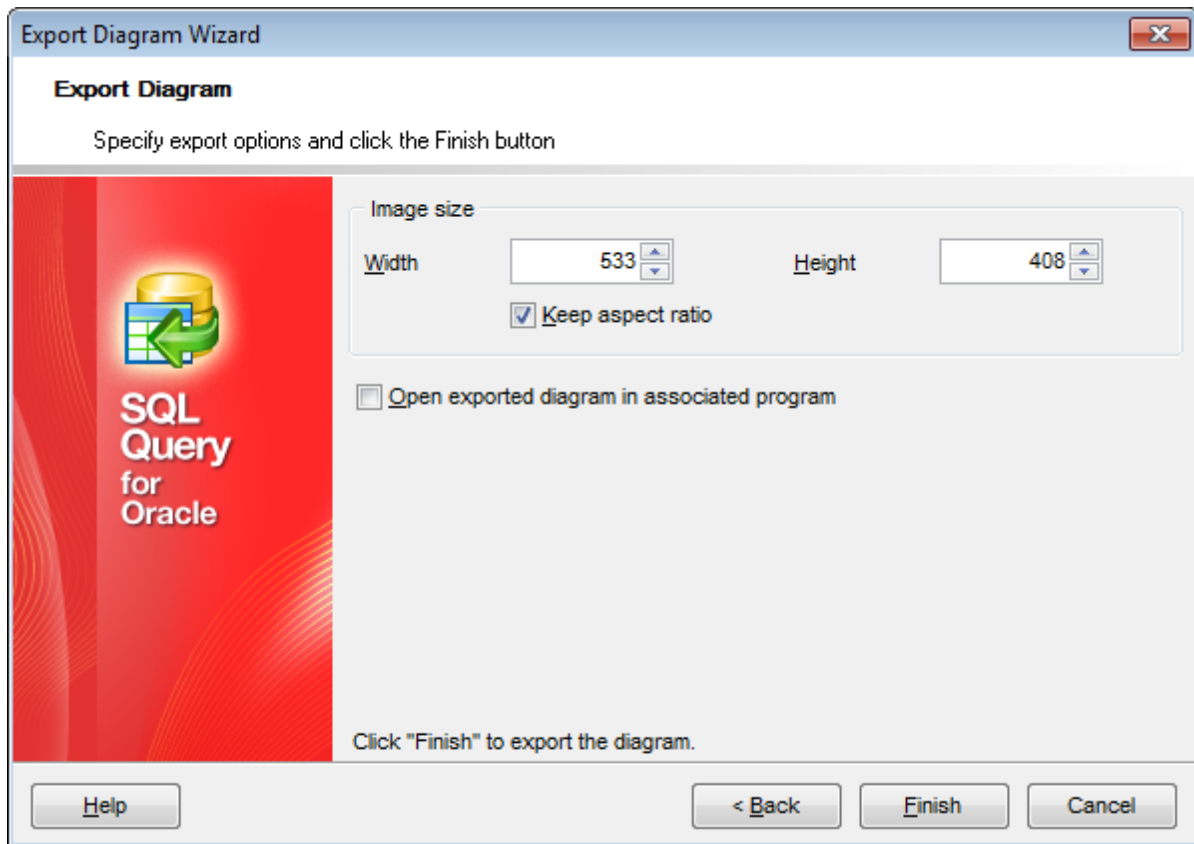 Export Diagram Wizard
Export Diagram
Specify export options and click the Finish button
Image size
Width 533 Height 408
Keep aspect ratio
Open exported diagram in associated program
SQL
Query
for
Oracle
Click "Finish" to export the diagram.
Help < Back Finish Cancel